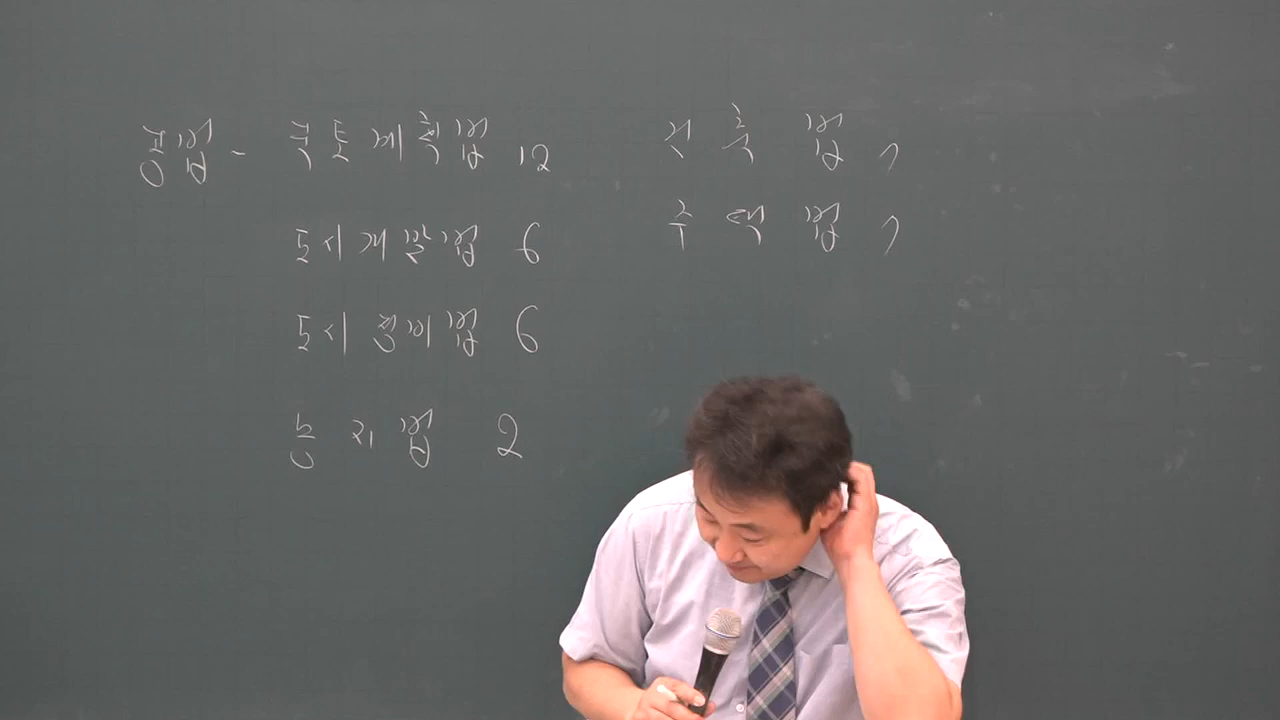 공법 - 국토계획법 12
도시개발법 6
도시정비법 6
농지법 2
건축법 7
주택법 7